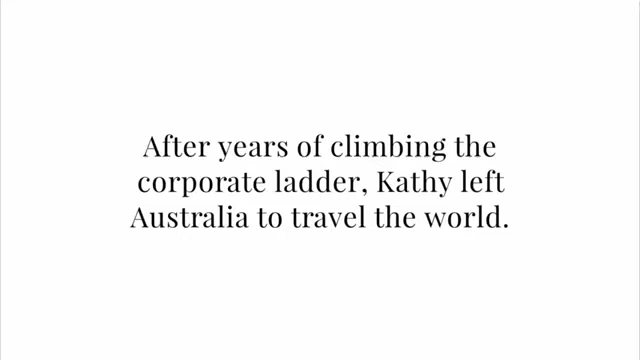 After years of climbing the
corporate ladder, Kathy left
Australia to travel the world.